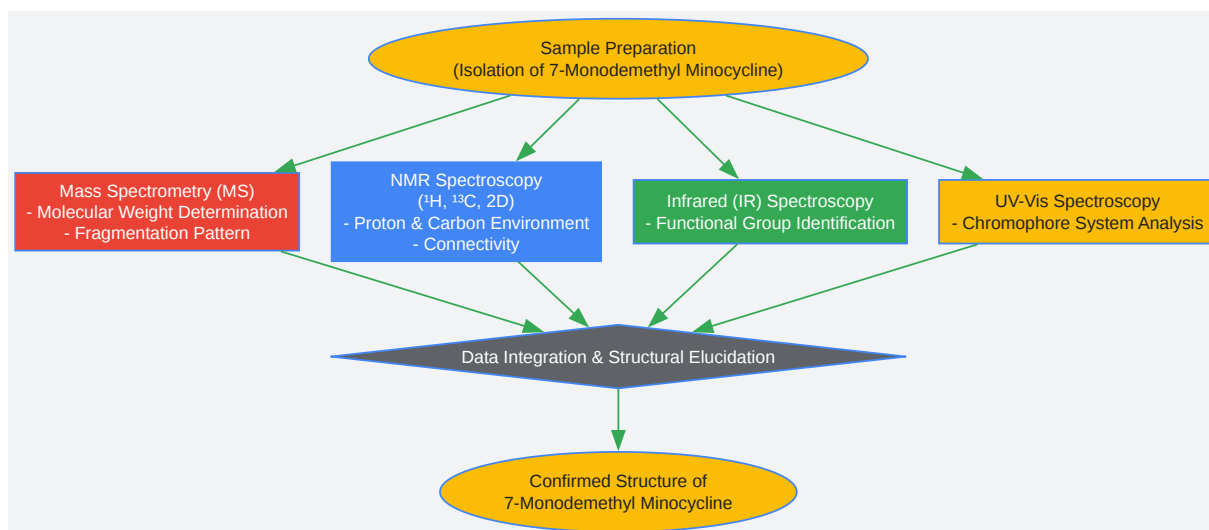 Sample Preparation
(Isolation of 7-Monodemethyl Minocycline)
Mass Spectrometry (MS)
- Molecular Weight Determination
- Fragmentation Pattern
NMR Spectroscopy
(¹H, ¹³C, 2D)
- Proton & Carbon Environment
- Connectivity
Infrared (IR) Spectroscopy
- Functional Group Identification
UV-Vis Spectroscopy
- Chromophore System Analysis
Data Integration & Structural Elucidation
Confirmed Structure of
7-Monodemethyl Minocycline